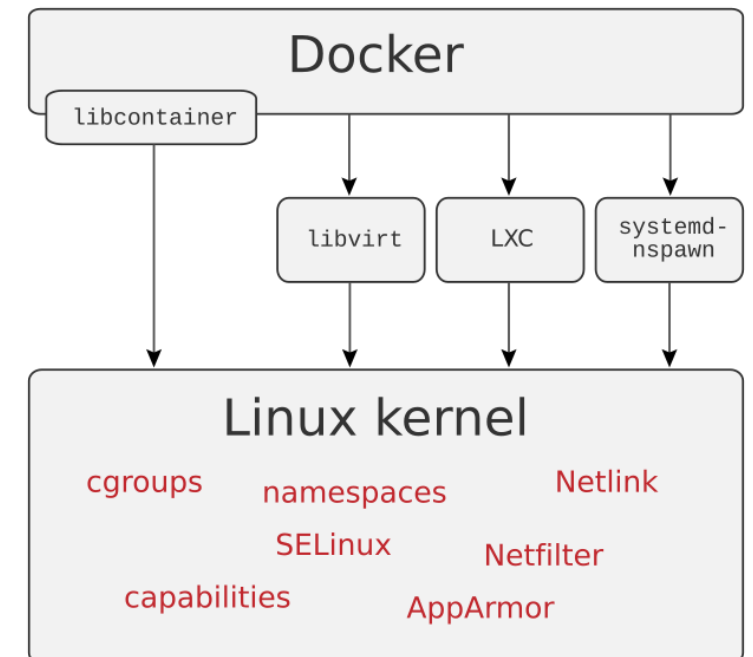 Docker
libcontainer
libvirt
LXC
systemd-
nspawn
Linux kernel
cgroups
namespaces
Netlink
SELinux
Netfilter
capabilities
AppArmor